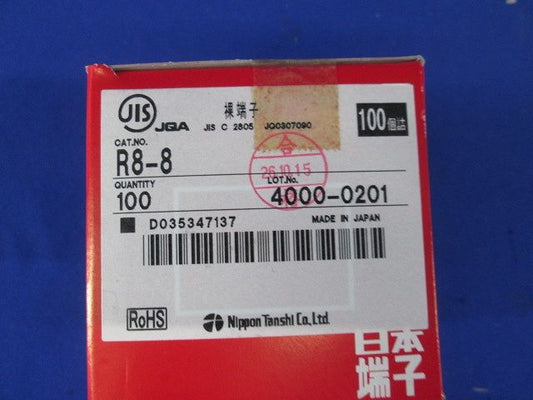 JIS JQA 裸端子
JIS C 2805 JQ0307090
100個詰
CAT.NO.
R8-8
合
26.10.15
QUANTITY LOT.No.
100 4000-0201
D035347137 MADE IN JAPAN
RoHS Nippon Tanshi Co., Ltd.
日本
端子